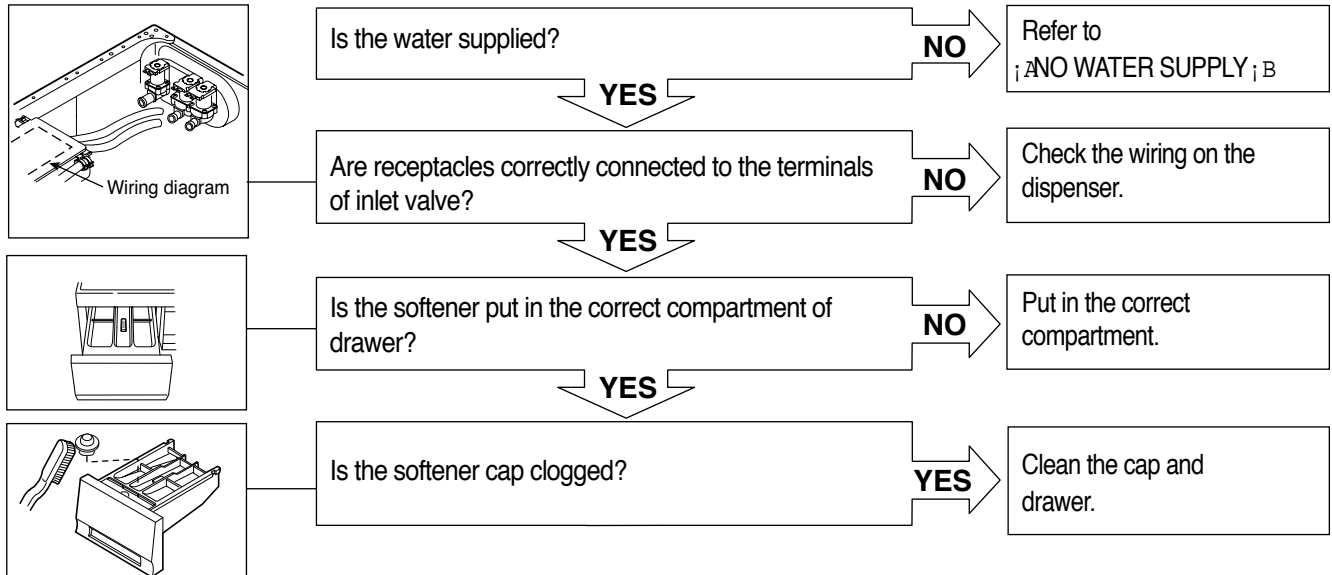 Is the water supplied?
NO
Refer to
¡ANO WATER SUPPLY¡B
YES
Wiring diagram
Are receptacles correctly connected to the terminals
of inlet valve?
NO
Check the wiring on the
dispenser.
YES
Is the softener put in the correct compartment of
drawer?
NO
Put in the correct
compartment.
YES
Is the softener cap clogged?
YES
Clean the cap and
drawer.